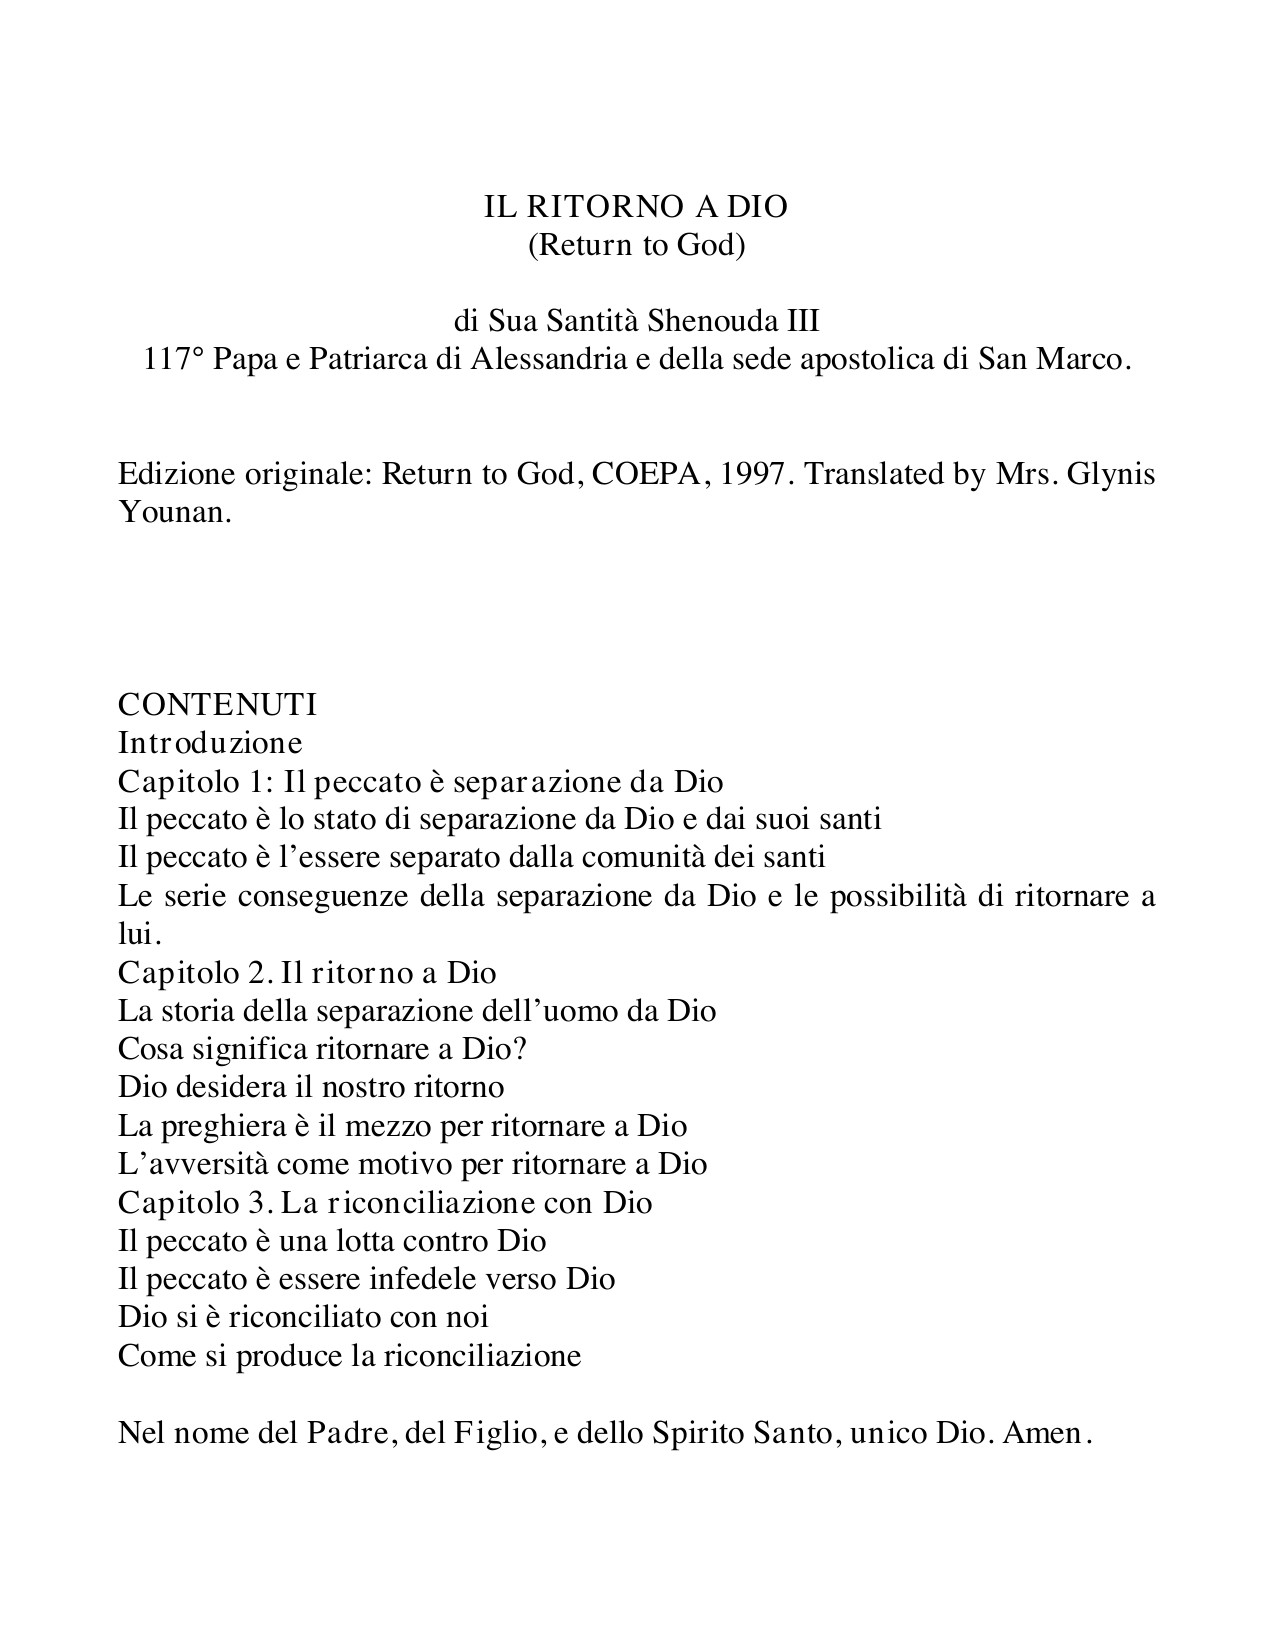 IL RITORNO A DIO
(Return to God)
di Sua Santità Shenouda III
117° Papa e Patriarca di Alessandria e della sede apostolica di San Marco.
Edizione originale: Return to God, COEPA, 1997. Translated by Mrs. Glynis
Younan.
CONTENUTI
Introduzione
Capitolo 1: Il peccato è separazione da Dio
Il peccato è lo stato di separazione da Dio e dai suoi santi
Il peccato è l’essere separato dalla comunità dei santi
Le serie conseguenze della separazione da Dio e le possibilità di ritornare a
lui.
Capitolo 2. Il ritorno a Dio
La storia della separazione dell’uomo da Dio
Cosa significa ritornare a Dio?
Dio desidera il nostro ritorno
La preghiera è il mezzo per ritornare a Dio
L’avversità come motivo per ritornare a Dio
Capitolo 3. La riconciliazione con Dio
Il peccato è una lotta contro Dio
Il peccato è essere infedele verso Dio
Dio si è riconciliato con noi
Come si produce la riconciliazione
Nel nome del Padre, del Figlio, e dello Spirito Santo, unico Dio. Amen.